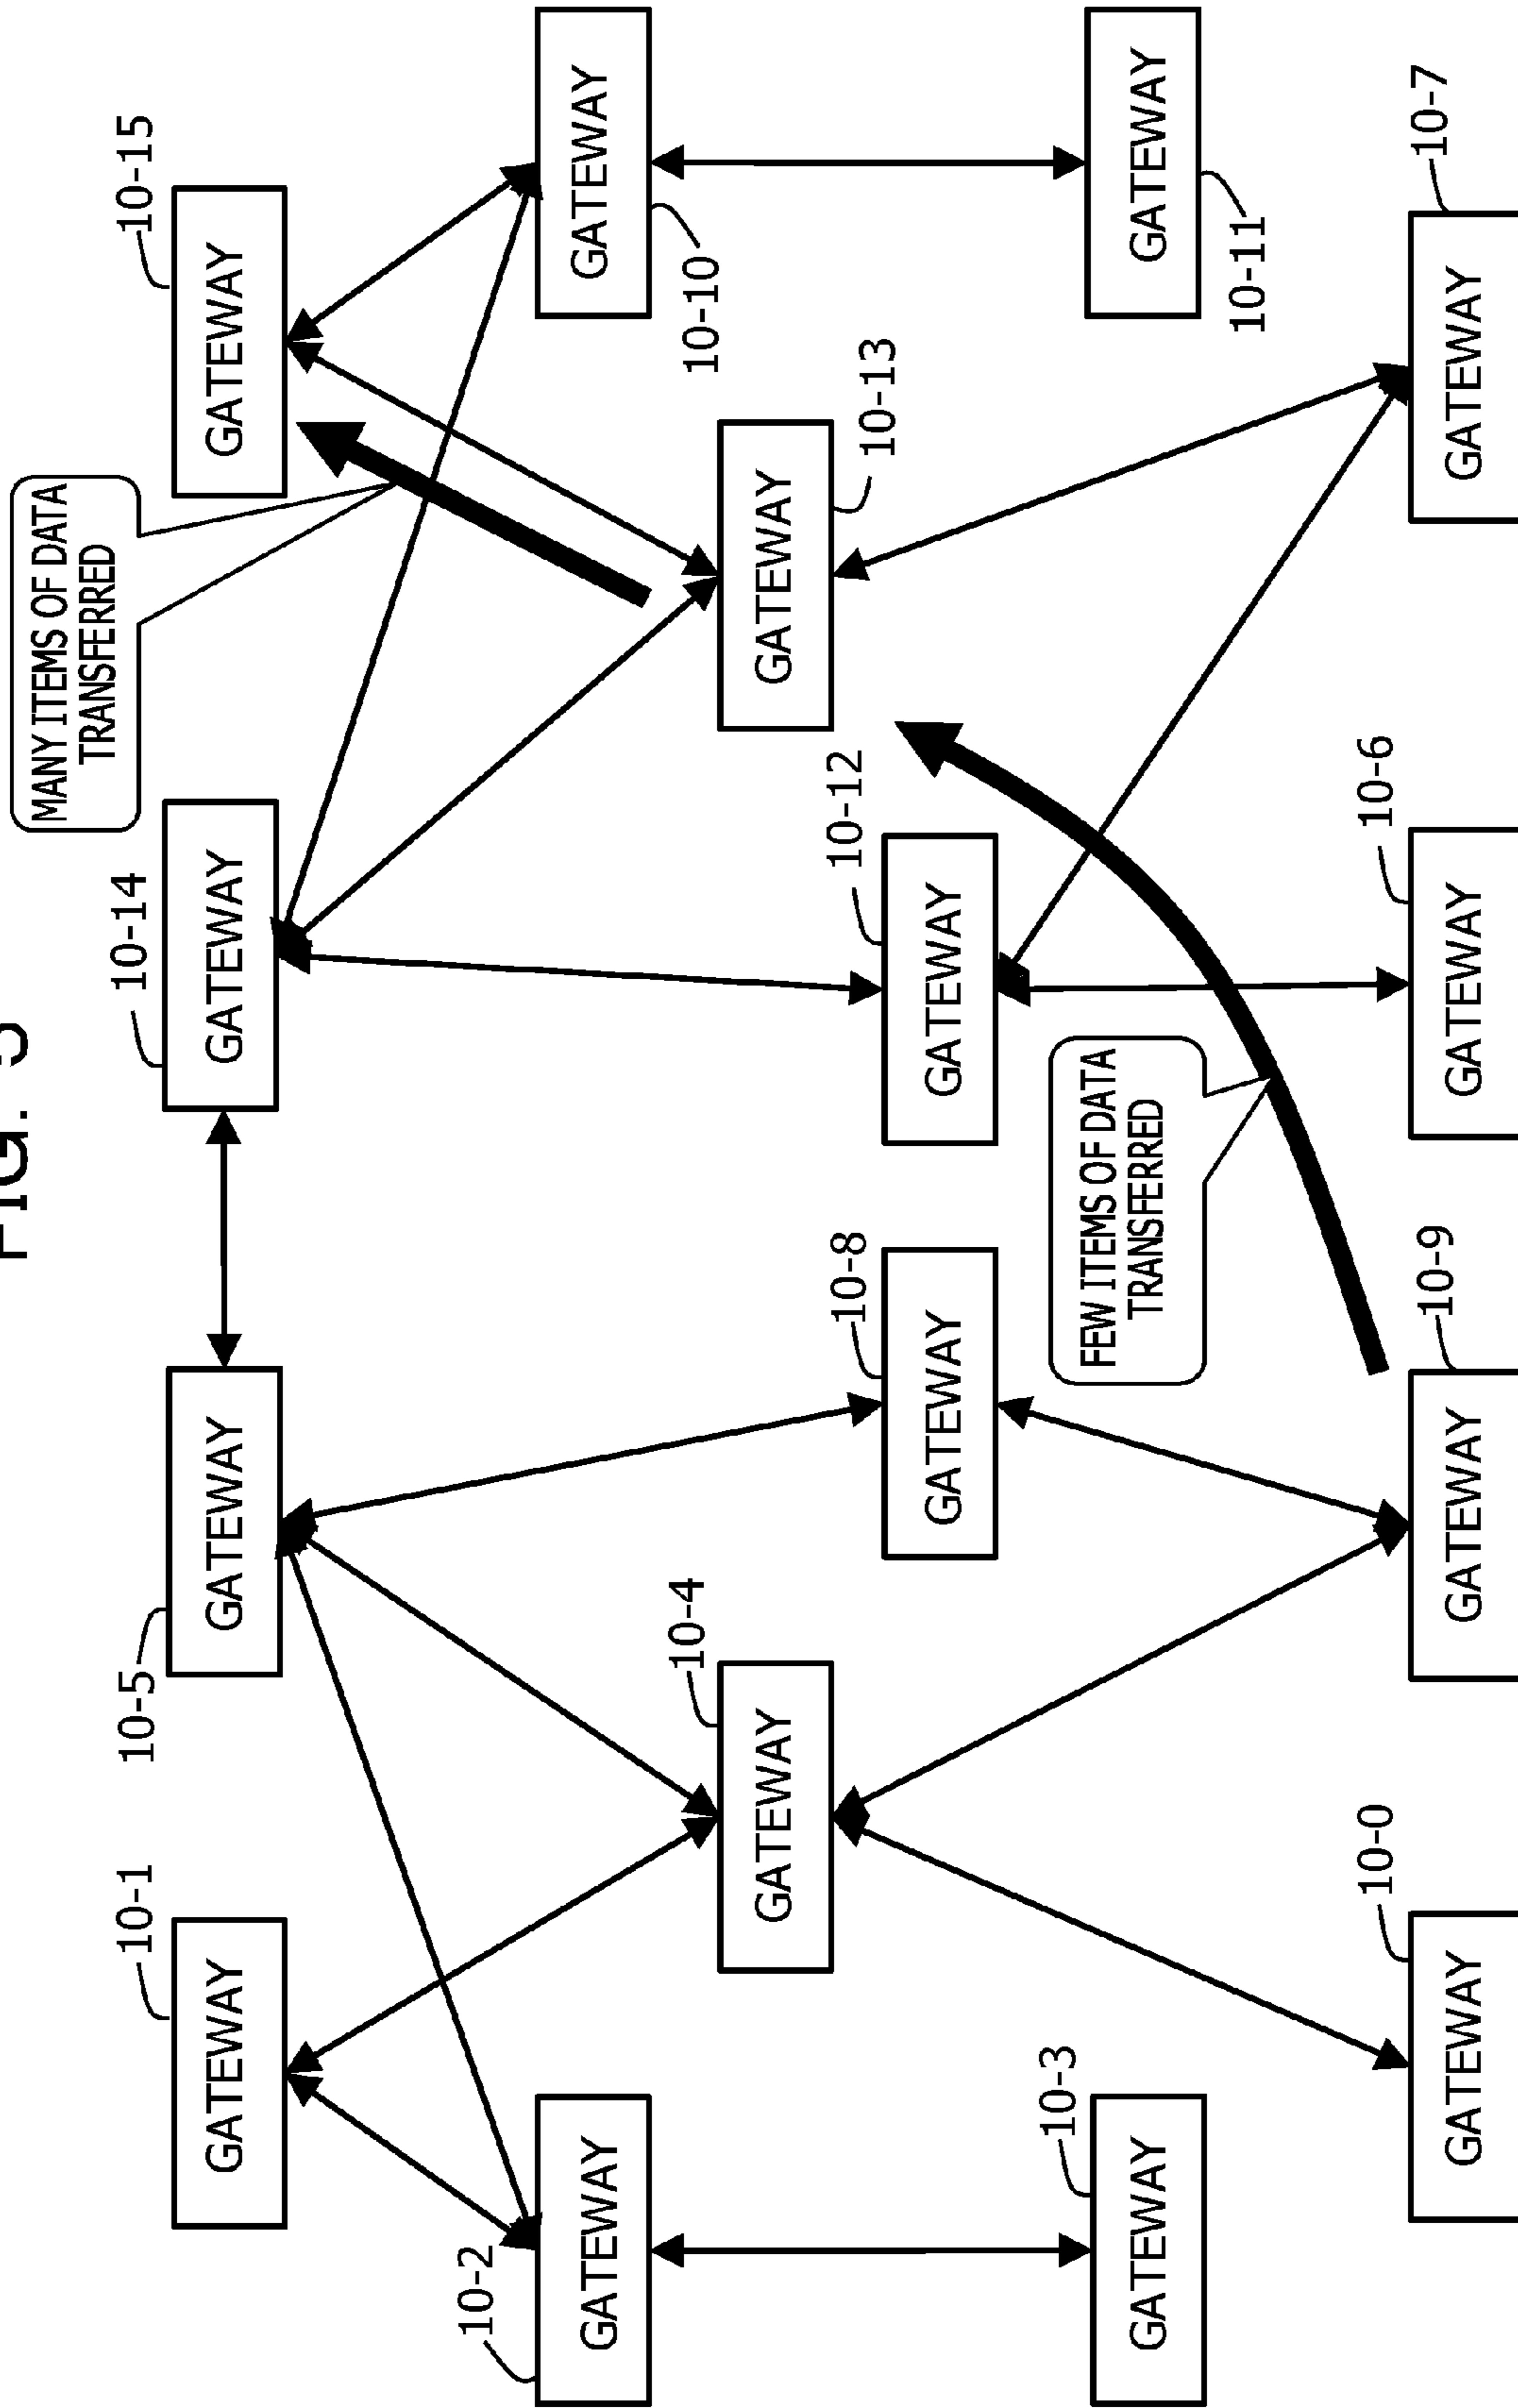 FIG.
MANY ITEMS OF DATA
TRANSFERRED
10-1
10-5
10-14
10-15
GATEWAY
GATEWAY
GATEWAY
GATEWAY
10-2
GATEWAY
GATEWAY
10-10
10-4
GATEWAY
GATEWAY
10-13
10-8
10-12
GATEWAY
GATEWAY
FEW ITEMS OF DATA
TRANSFERRED
10-3
GATEWAY
GATEWAY
10-11
10-0
10-9
10-6
10-7
GATEWAY
GATEWAY
GATEWAY
GATEWAY